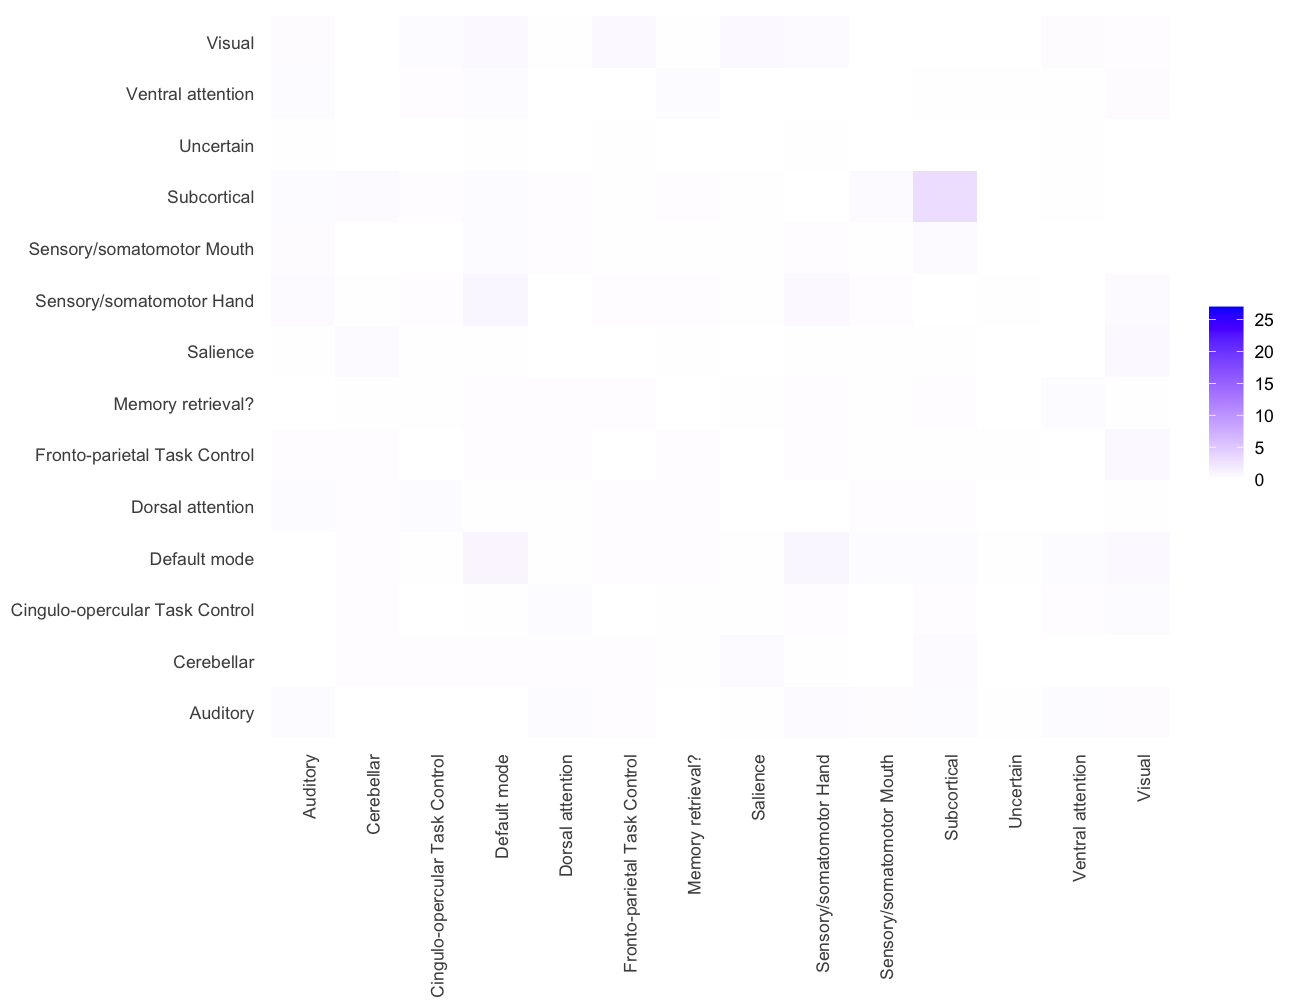 Visual
Ventral attention
Uncertain
Subcortical
Sensory/somatomotor Mouth
Sensory/somatomotor Hand
Salience
Memory retrieval?
Fronto-parietal Task Control
Dorsal attention
Default mode
Cingulo-opercular Task Control
Cerebellar
Auditory
25
20
15
10
5
0
Auditory
Cerebellar
Cingulo-opercular Task Control
Default mode
Dorsal attention
Fronto-parietal Task Control
Memory retrieval?
Salience
Sensory/somatomotor Hand
Sensory/somatomotor Mouth
Subcortical
Uncertain
Ventral attention
Visual